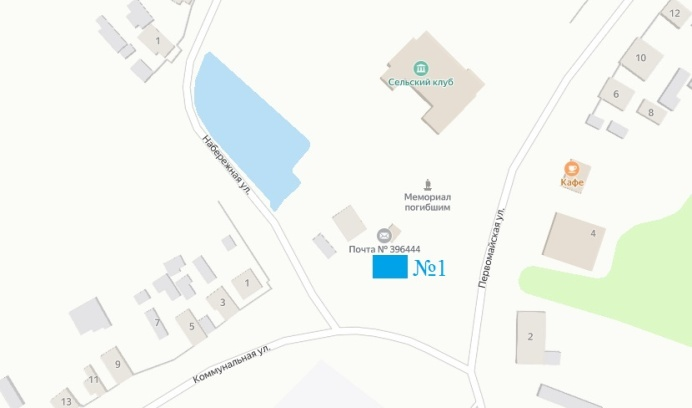 12
1
10
Сельский клуб
6
8
Набережная ул.
Кафе
Мемориал
погибшим
Первомайская ул.
4
Почта № 396444
№1
1
3
7
5
2
9
Коммунальная ул.
11
13